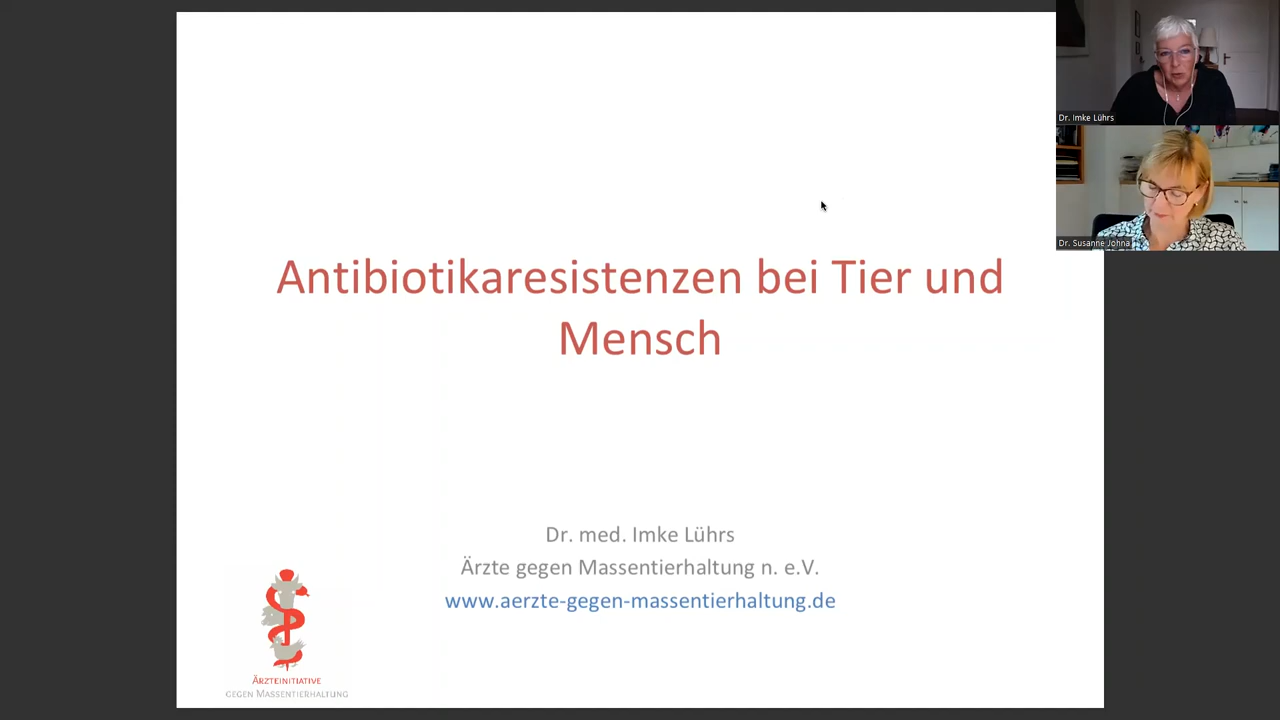 Antibiotikaresistenzen bei Tier und
Mensch
Dr. med. Imke Lührs
Ärzte gegen Massentierhaltung n. e.V.
www.aerzte-gegen-massentierhaltung.de
ÄRZTEINITIATIVE
GEGEN MASSENTIERHALTUNG
Dr. Imke Lührs
Dr. Susanne Johna